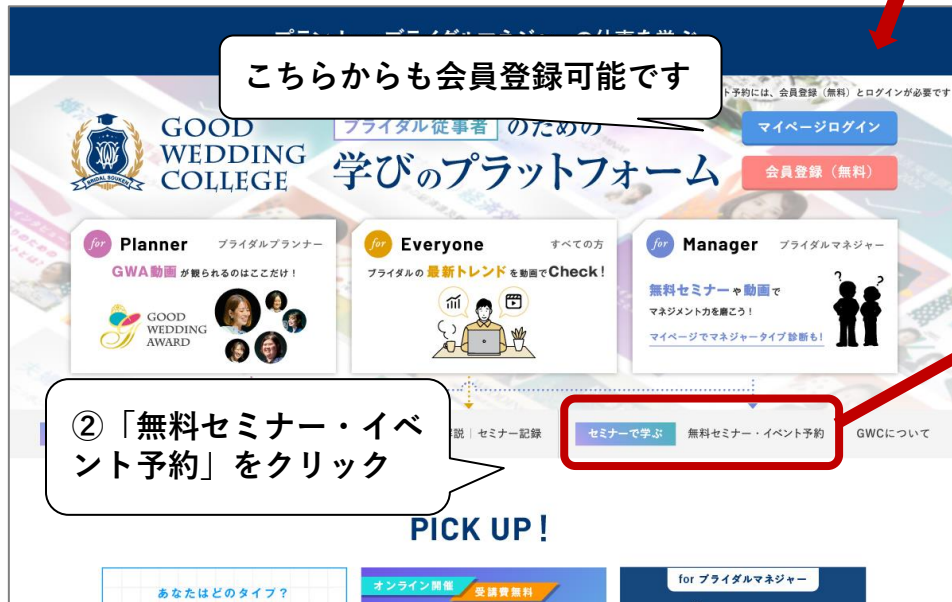 こちらからも会員登録可能です
ト予約には、会員登録（無料）とログインが必要です
GOOD
WEDDING
COLLEGE
BRIDAL SOUKEN
ブライダル従事者 のための
学びのプラットフォーム
マイページログイン
会員登録（無料）
for Planner ブライダルプランナー
GWA動画 が観られるのはここだけ！
GOOD
WEDDING
AWARD
for Everyone すべての方
ブライダルの 最新トレンド を動画でCheck！
for Manager ブライダルマネジャー
無料セミナー や 動画 で
マネジメント力を磨こう！
マイページでマネジャータイプ診断も！
②「無料セミナー・イベ
ント予約」をクリック
解説｜セミナー記録
セミナーで学ぶ
無料セミナー・イベント予約
GWCについて
PICK UP！
あなたはどのタイプ？
オンライン開催
受講費無料
for ブライダルマネジャー